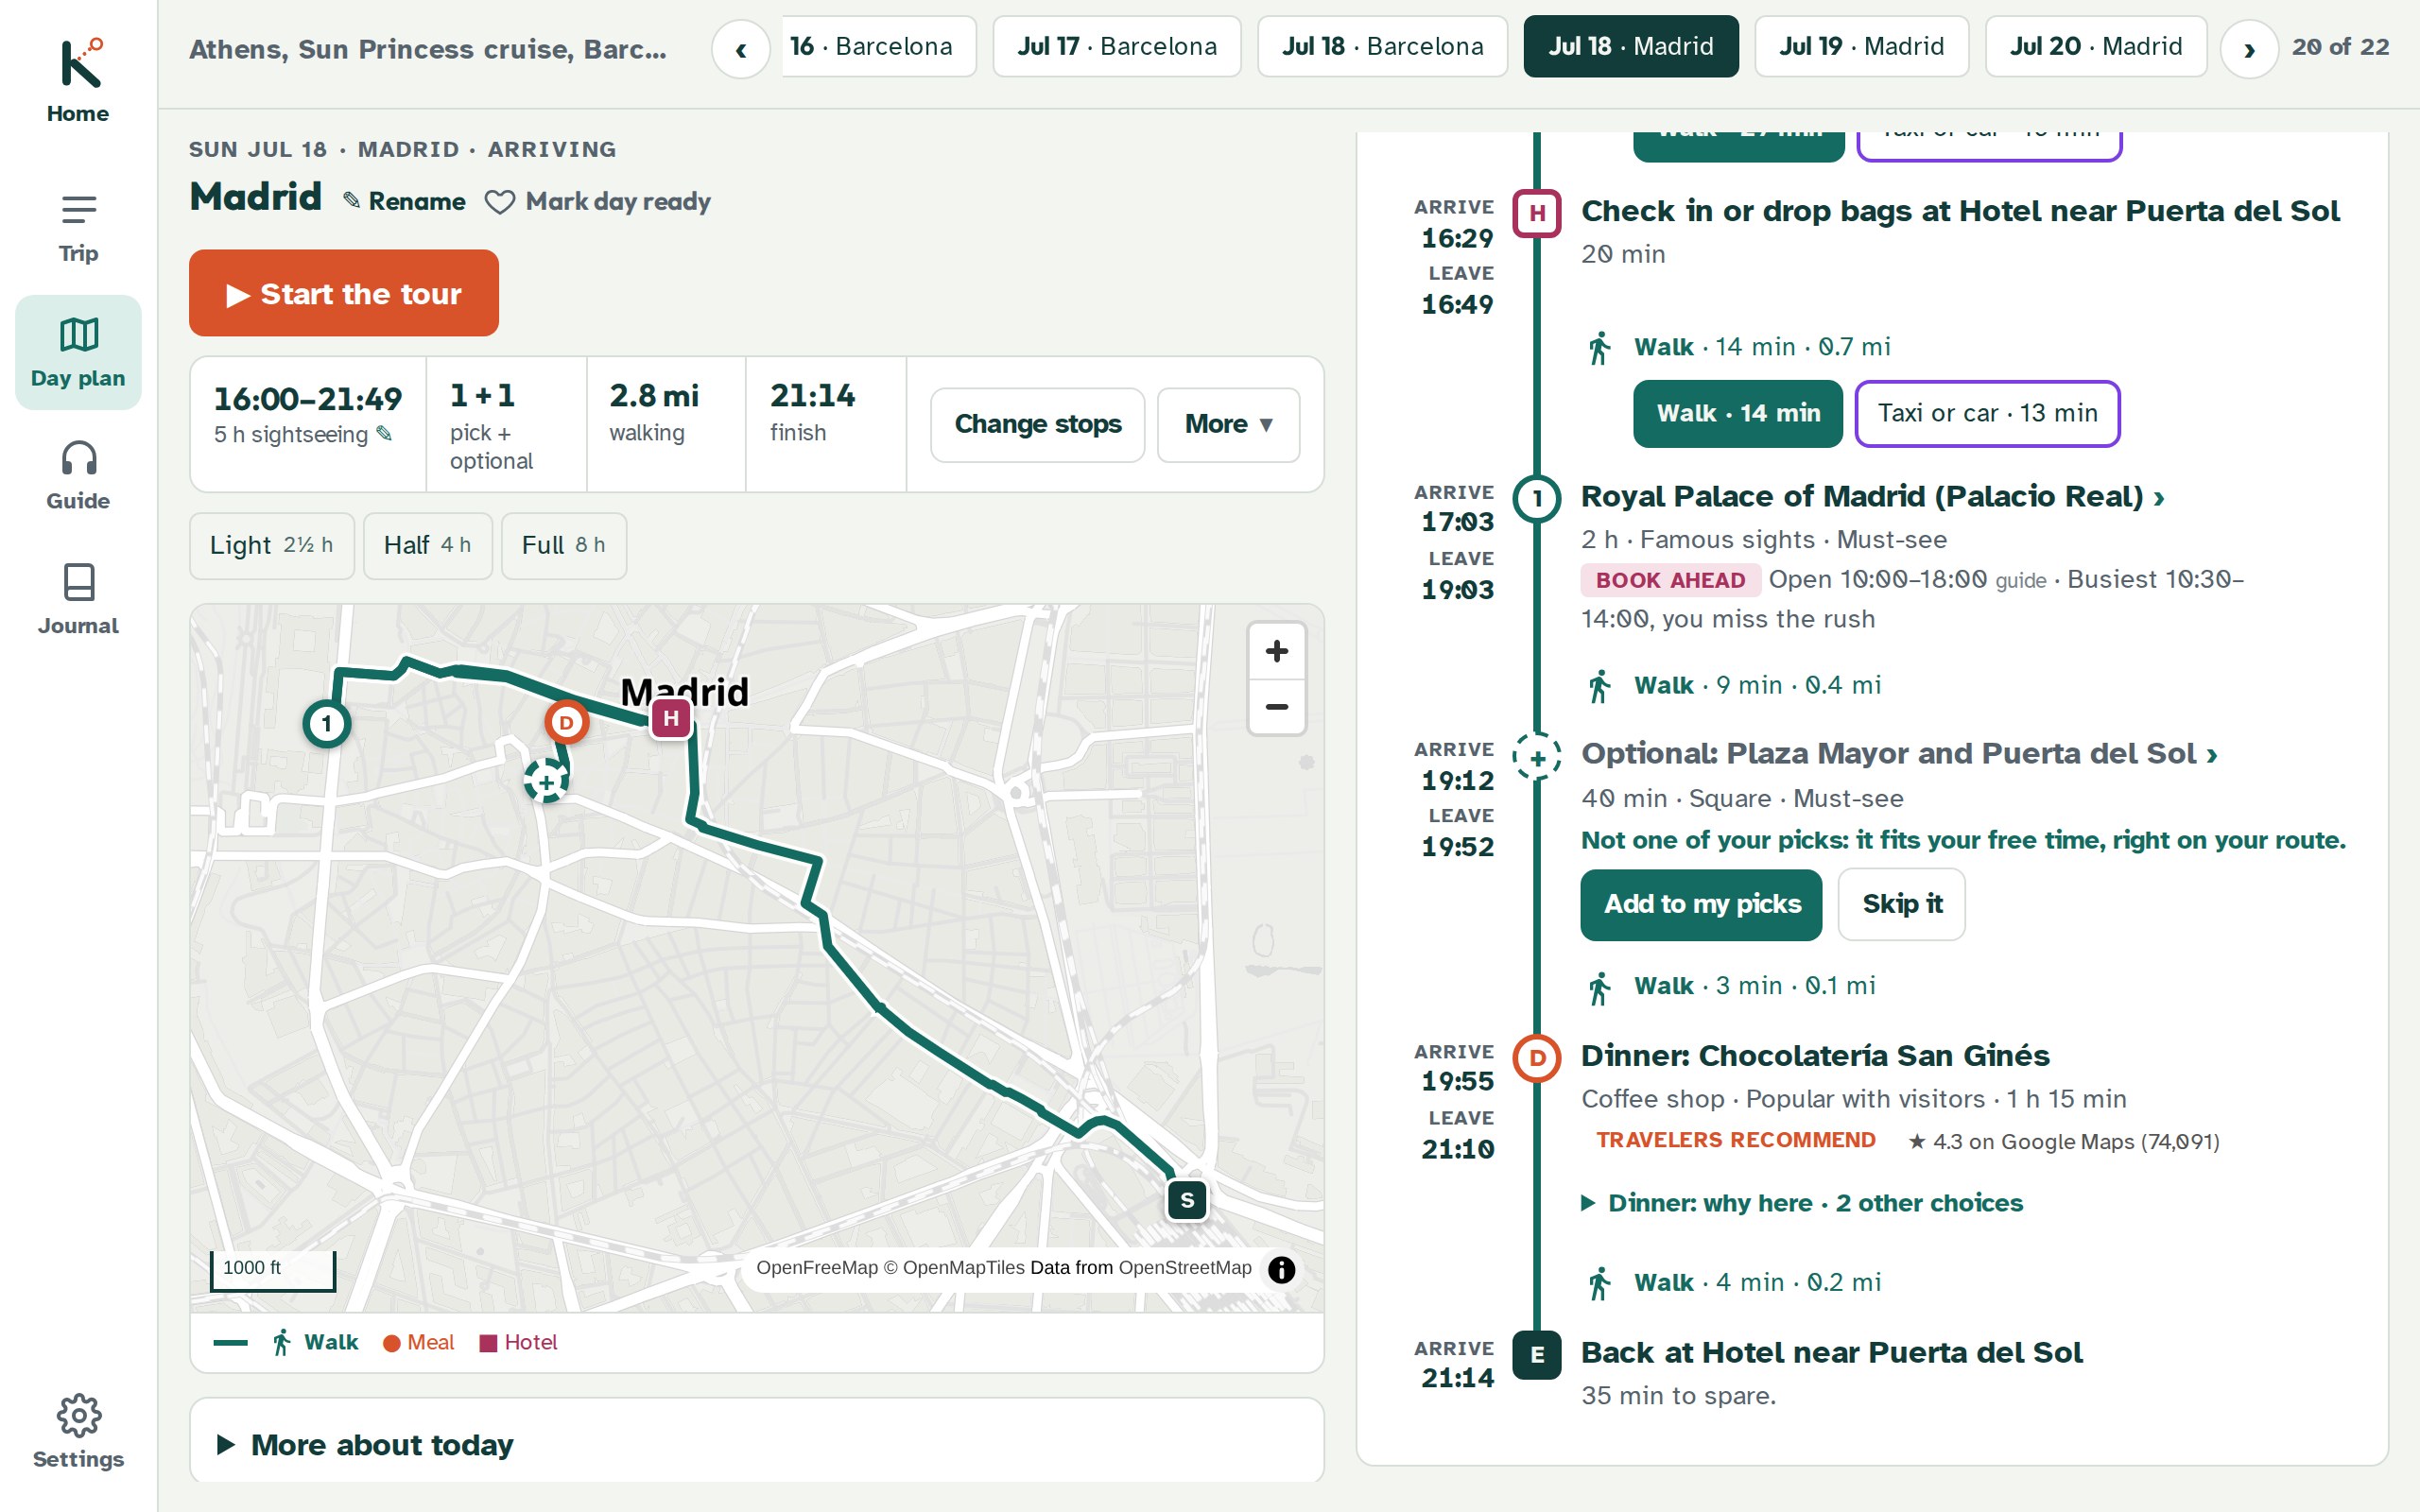 Home
Trip
Day plan
Guide
Journal
Settings
Athens, Sun Princess cruise, Barc...
‹
16 · Barcelona
Jul 17 · Barcelona
Jul 18 · Barcelona
Jul 18 · Madrid
Jul 19 · Madrid
Jul 20 · Madrid
›
20 of 22
SUN JUL 18 · MADRID · ARRIVING
Madrid ✎ Rename Mark day ready
▶ Start the tour
16:00–21:49
5 h sightseeing ✎
1 + 1
pick +
optional
2.8 mi
walking
21:14
finish
Change stops
More ▼
Light 2½ h
Half 4 h
Full 8 h
Madrid
1
D
H
+
S
+
−
1000 ft
OpenFreeMap © OpenMapTiles Data from OpenStreetMap
Walk
Meal
Hotel
▶ More about today
Taxi or car · 
ARRIVE
16:29
LEAVE
16:49
H
Check in or drop bags at Hotel near Puerta del Sol
20 min
Walk · 14 min · 0.7 mi
Walk · 14 min
Taxi or car · 13 min
ARRIVE
17:03
LEAVE
19:03
1
Royal Palace of Madrid (Palacio Real) ›
2 h · Famous sights · Must-see
BOOK AHEAD Open 10:00–18:00 guide · Busiest 10:30–
14:00, you miss the rush
Walk · 9 min · 0.4 mi
ARRIVE
19:12
LEAVE
19:52
+
Optional: Plaza Mayor and Puerta del Sol ›
40 min · Square · Must-see
Not one of your picks: it fits your free time, right on your route.
Add to my picks
Skip it
Walk · 3 min · 0.1 mi
ARRIVE
19:55
LEAVE
21:10
D
Dinner: Chocolatería San Ginés
Coffee shop · Popular with visitors · 1 h 15 min
TRAVELERS RECOMMEND ★ 4.3 on Google Maps (74,091)
▶ Dinner: why here · 2 other choices
Walk · 4 min · 0.2 mi
ARRIVE
21:14
E
Back at Hotel near Puerta del Sol
35 min to spare.